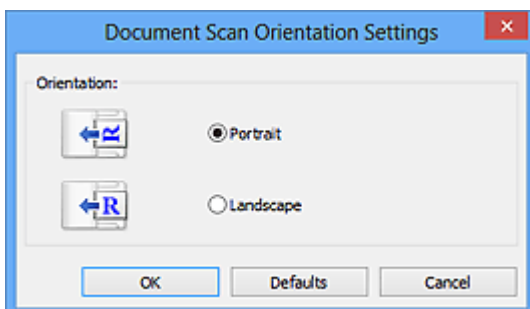 Document Scan Orientation Settings
Orientation:
R
Portrait
R
Landscape
OK Defaults Cancel